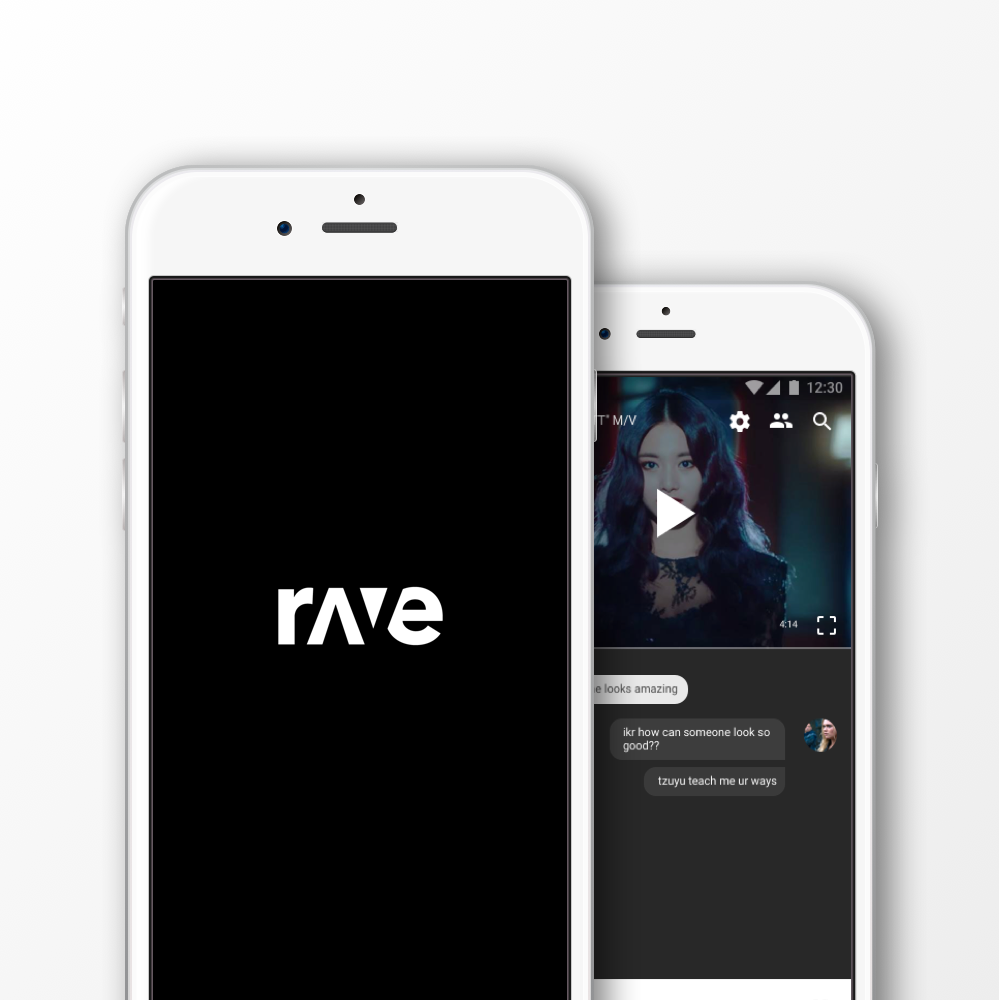 rave
12:30
T" M/V
4:14
e looks amazing
ikr how can someone look so
good??
tzuyu teach me ur ways